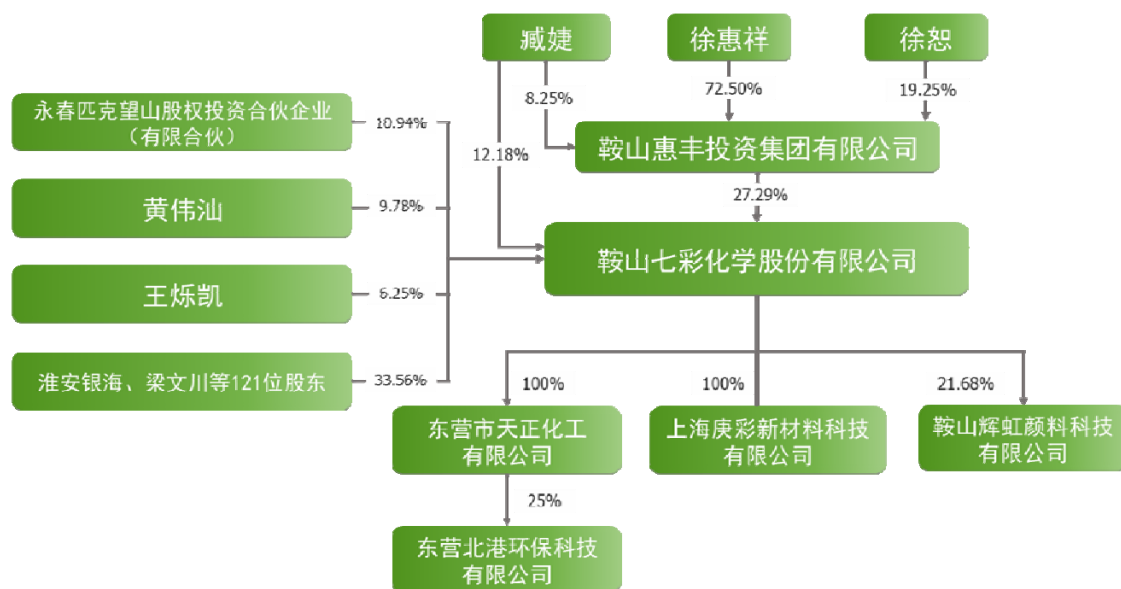 臧婕
徐惠祥
徐恕
8.25%
72.50%
19.25%
永春匹克望山股权投资合伙企业
（有限合伙）
10.94%
12.18%
鞍山惠丰投资集团有限公司
27.29%
黄伟汕
9.78%
鞍山七彩化学股份有限公司
王烁凯
6.25%
淮安银海、梁文川等121位股东
33.56%
100%
100%
21.68%
东营市天正化工
有限公司
上海庚彩新材料科技
有限公司
鞍山辉虹颜料科技
有限公司
25%
东营北港环保科技
有限公司